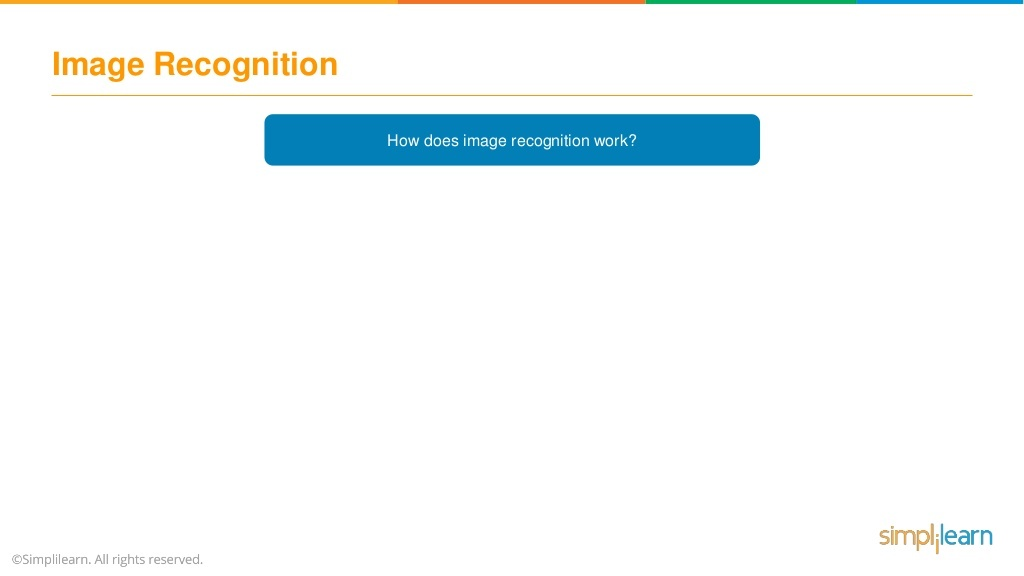 Image Recognition
How does image recognition work?
simplilearn
©Simplilearn. All rights reserved.